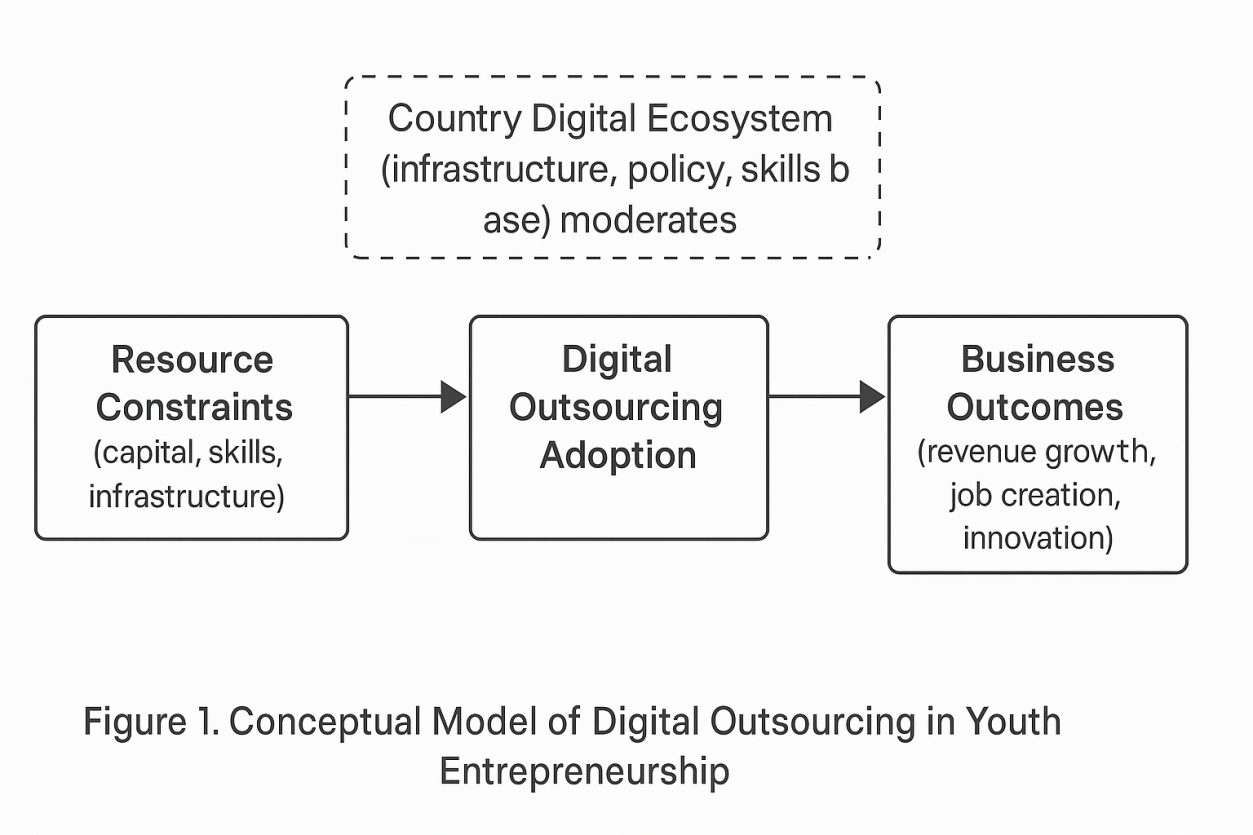 Country Digital Ecosystem
(infrastructure, policy, skills b
ase) moderates
Resource
Constraints
(capital, skills,
infrastructure)
Digital
Outsourcing
Adoption
Business
Outcomes
(revenue growth,
job creation,
innovation)
Figure 1. Conceptual Model of Digital Outsourcing in Youth
Entrepreneurship